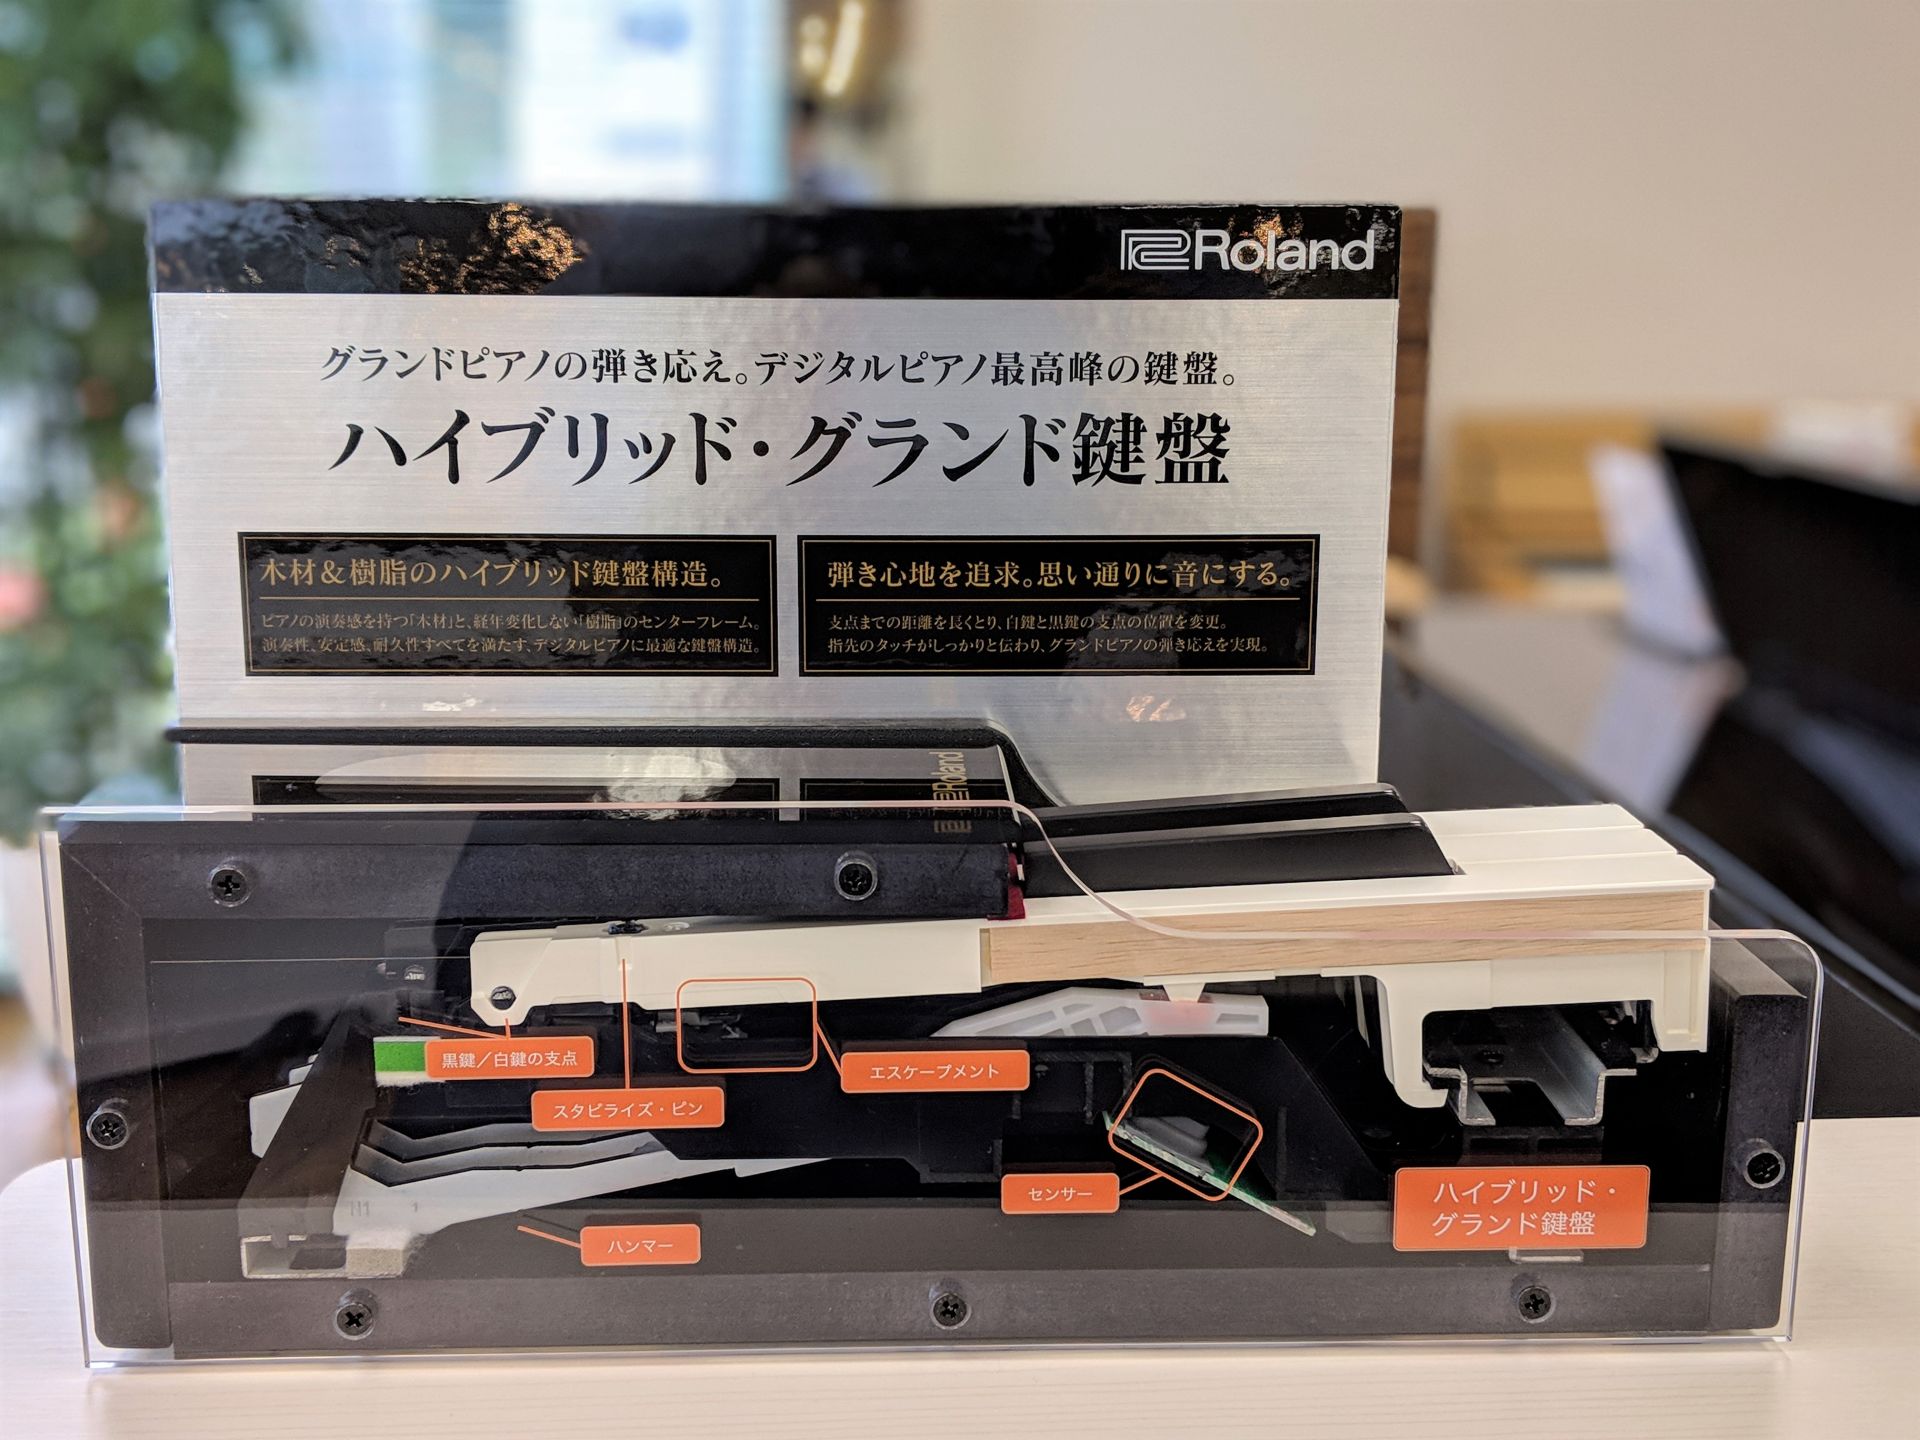 Roland
グランドピアノの弾き応え。デジタルピアノ最高峰の鍵盤。
ハイブリッド・グランド鍵盤
木材&樹脂のハイブリッド鍵盤構造。
ピアノの演奏感を持つ「木材」と、経年変化しない「樹脂」のセンターフレーム。
演奏性、安定感、耐久性すべてを満たす、デジタルピアノに最適な鍵盤構造。
弾き心地を追求。思い通りに音にする。
支点までの距離を長くとり、白鍵と黒鍵の支点の位置を変更。
指先のタッチがしっかりと伝わり、グランドピアノの弾き応えを実現。
Roland
黒鍵/白鍵の支点
エスケープメント
スタビライズ・ピン
センサー
ハンマー
ハイブリッド・
グランド鍵盤